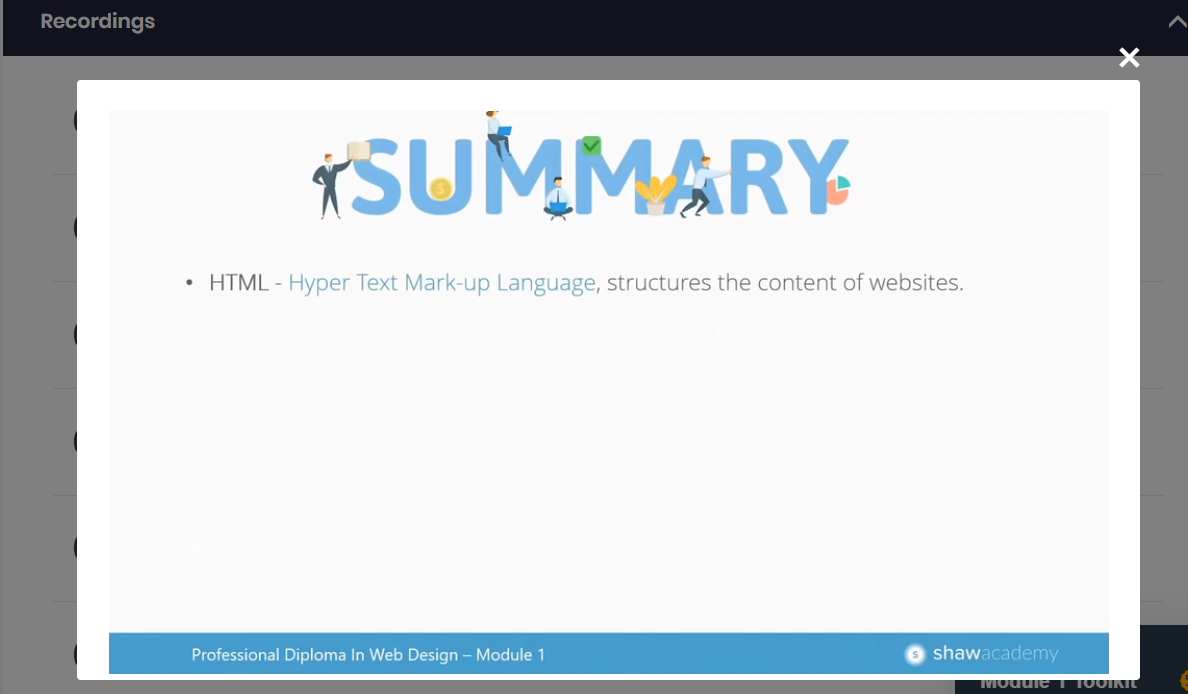 Recordings
SUMMARY
• HTML - Hyper Text Mark-up Language, structures the content of websites.
Professional Diploma In Web Design – Module 1
shawacademy
Module 1 Toolkit